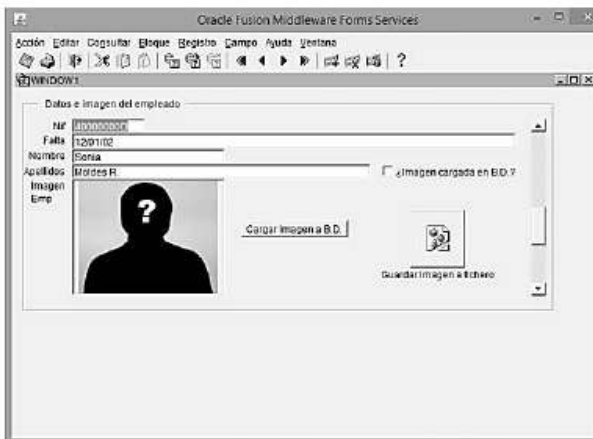 Oracle Fusion Middleware Forms Services
Acción Editar Consultar Bloque Registro Campo Ayuda Ventana
?
WINDOW1
Datos e imagen del empleado
Nif
Falta 12/01/02
Nombre Sonia
Apellidos Moldes R.
¿Imagen cargada en B.D.?
Imagen
Emp
?
Cargar Imagen a B.D.
Guardar Imagen a fichero